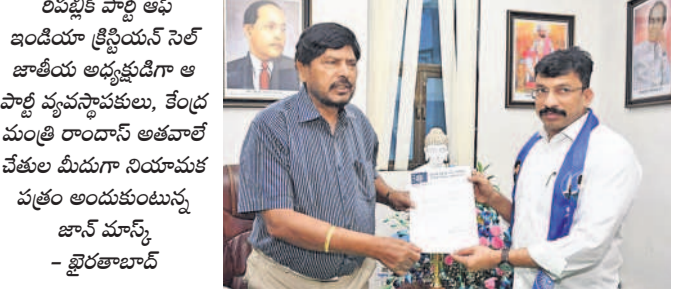 రిపబ్లిక్ పార్టీ ఆఫ్
ఇండియా క్రిస్టియన్ సెల్
జాతీయ అధ్యక్షుడిగా ఆ
పార్టీ వ్యవస్థాపకులు, కేంద్ర
మంత్రి రాందాస్ అతవాలే
చేతుల మీదుగా నియామక
పత్రం అందుకుంటున్న
జాన్ మాస్క్
– ఖైరతాబాద్